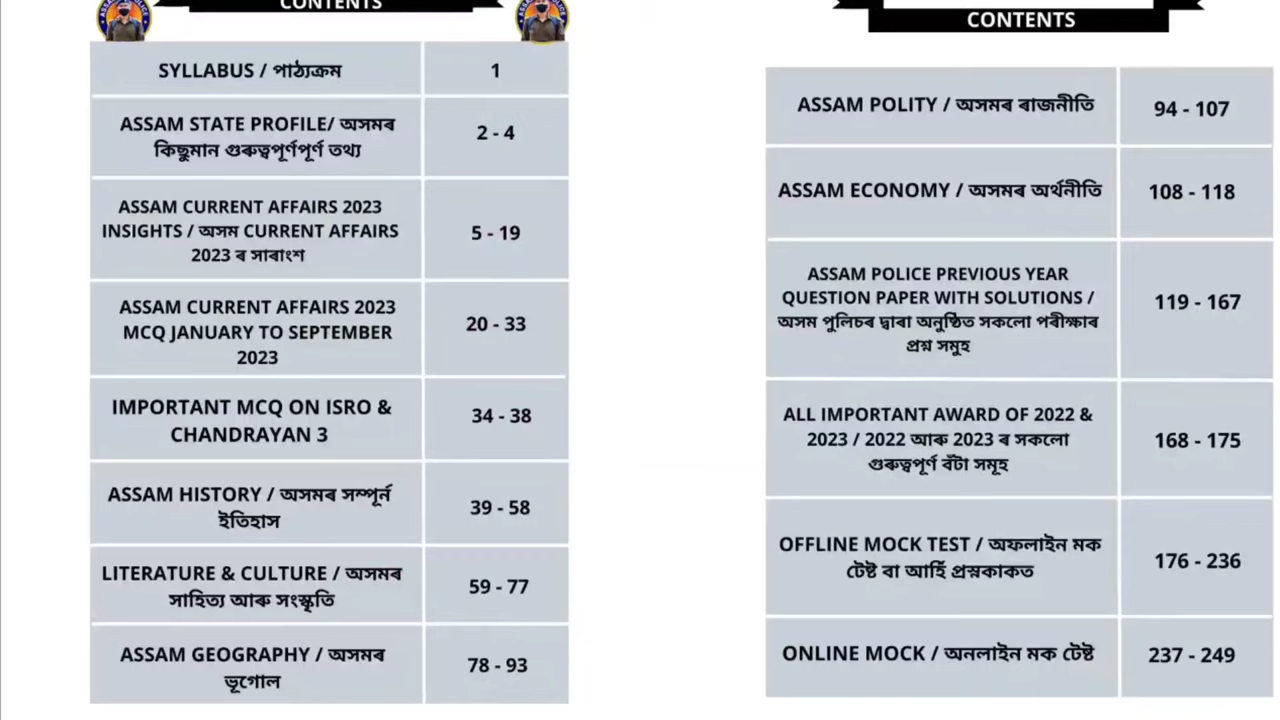 CONTENTS
SYLLABUS / পাঠ্যক্ৰম
1
ASSAM STATE PROFILE/ অসমৰ
কিছুমান গুৰুত্বপূৰ্ণপূৰ্ণ তথ্য
2 - 4
ASSAM CURRENT AFFAIRS 2023
INSIGHTS / অসম CURRENT AFFAIRS
2023 ৰ সাৰাংশ
5 - 19
ASSAM CURRENT AFFAIRS 2023
MCQ JANUARY TO SEPTEMBER
2023
20 - 33
IMPORTANT MCQ ON ISRO &
CHANDRAYAN 3
34 - 38
ASSAM HISTORY / অসমৰ সম্পূৰ্ন
ইতিহাস
39 - 58
LITERATURE & CULTURE / অসমৰ
সাহিত্য আৰু সংস্কৃতি
59 - 77
ASSAM GEOGRAPHY / অসমৰ
ভূগোল
78 - 93
CONTENTS
ASSAM POLITY / অসমৰ ৰাজনীতি
94 - 107
ASSAM ECONOMY / অসমৰ অৰ্থনীতি
108 - 118
ASSAM POLICE PREVIOUS YEAR
QUESTION PAPER WITH SOLUTIONS /
অসম পুলিচৰ দ্বাৰা অনুষ্ঠিত সকলো পৰীক্ষাৰ
প্ৰশ্ন সমুহ
119 - 167
ALL IMPORTANT AWARD OF 2022 &
2023 / 2022 আৰু 2023 ৰ সকলো
গুৰুত্বপূৰ্ণ বঁটা সমূহ
168 - 175
OFFLINE MOCK TEST / অফলাইন মক
টেষ্ট বা আৰ্হি প্ৰস্নকাকত
176 - 236
ONLINE MOCK / অনলাইন মক টেষ্ট
237 - 249